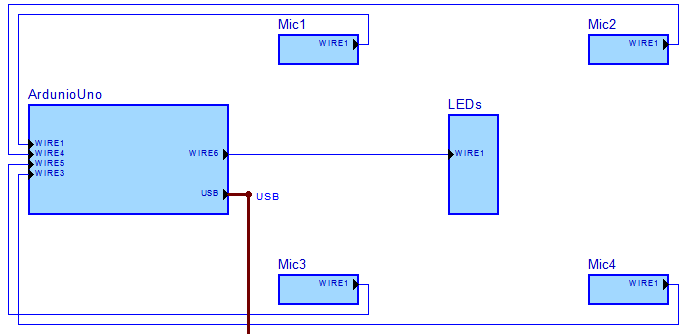 Mic1
Mic2
WIRE1
WIRE1
ArdunioUno
LEDs
WIRE1
WIRE4
WIRE5
WIRE3
WIRE6
WIRE1
USB
USB
Mic3
Mic4
WIRE1
WIRE1